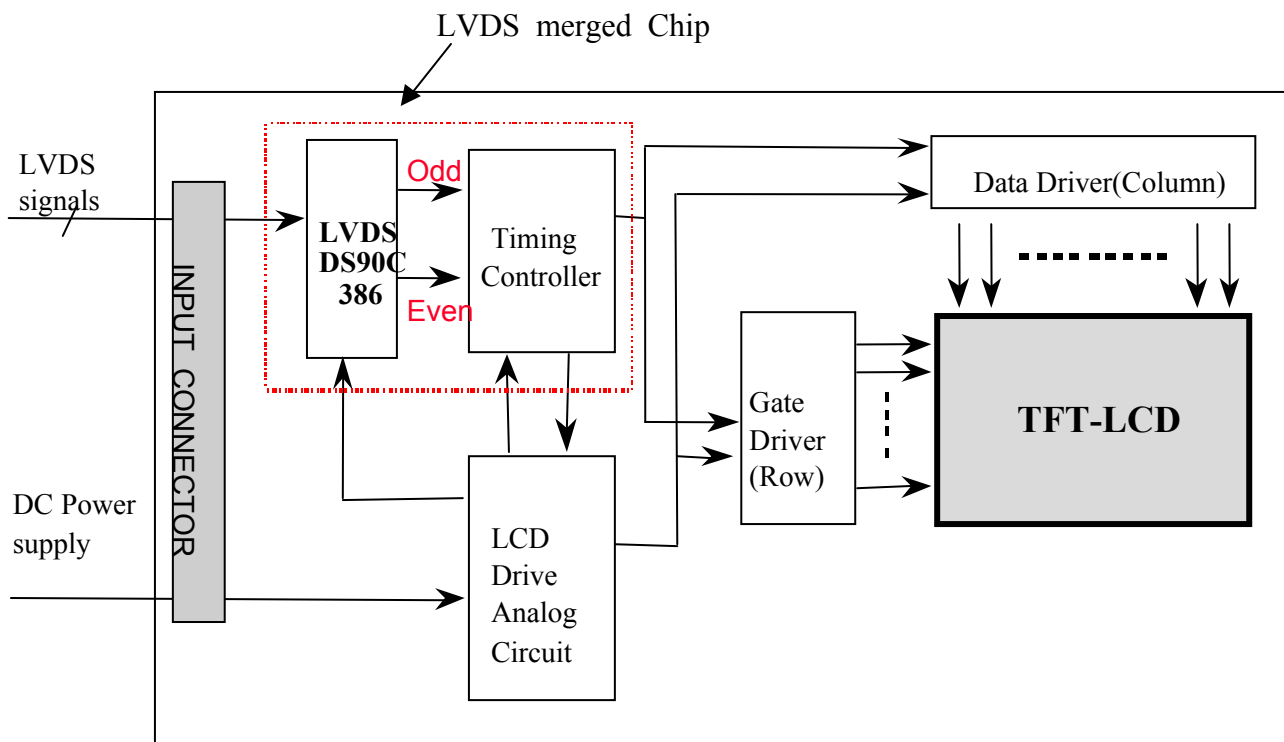 LVDS merged Chip
LVDS
signals
Odd
LVDS
DS90C
386
Even
Timing
Controller
Data Driver(Column)
INPUT CONNECTOR
Gate
Driver
(Row)
TFT-LCD
DC Power
supply
LCD
Drive
Analog
Circuit